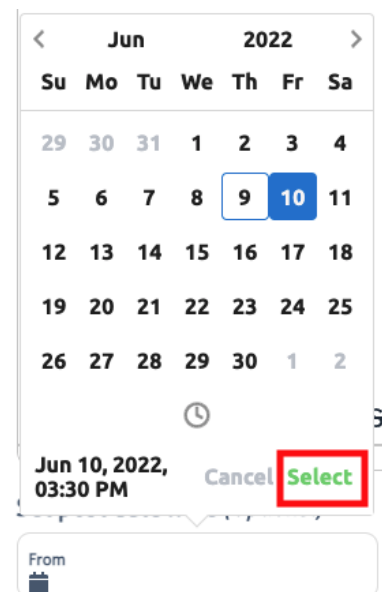 < Jun 2022 >
Su Mo Tu We Th Fr Sa
29 30 31 1 2 3 4
5 6 7 8 9 10 11
12 13 14 15 16 17 18
19 20 21 22 23 24 25
26 27 28 29 30 1 2
Jun 10, 2022,
03:30 PM
Cancel Select
From